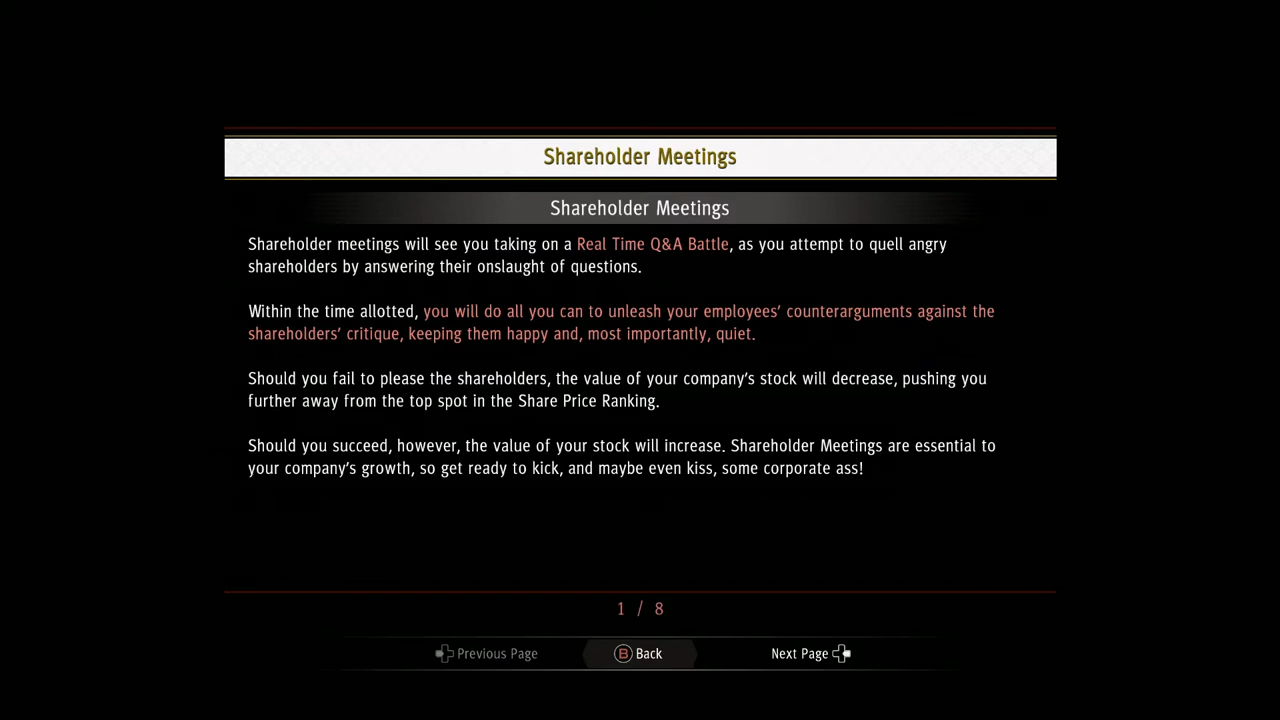 Shareholder Meetings
Shareholder Meetings
Shareholder meetings will see you taking on a Real Time Q&A Battle, as you attempt to quell angry
shareholders by answering their onslaught of questions.
Within the time allotted, you will do all you can to unleash your employees' counterarguments against the
shareholders' critique, keeping them happy and, most importantly, quiet.
Should you fail to please the shareholders, the value of your company's stock will decrease, pushing you
further away from the top spot in the Share Price Ranking.
Should you succeed, however, the value of your stock will increase. Shareholder Meetings are essential to
your company's growth, so get ready to kick, and maybe even kiss, some corporate ass!
1 / 8
Previous Page B Back Next Page